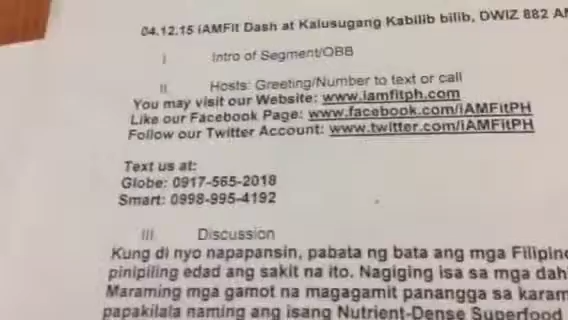 04.12.15 iAMFit Dash at Kalusugang Kabilib bilib, DWIZ 882 AM
I Intro of Segment/OBB
II. Hosts: Greeting/Number to text or call
You may visit our Website: www.iamfitph.com
Like our Facebook Page: www.facebook.com/iAMFitPH
Follow our Twitter Account: www.twitter.com/iAMFitPH
Text us at:
Globe: 0917-565-2018
Smart: 0998-995-4192
III. Discussion
Kung di nyo napapansin, pabata ng bata ang mga
pinipiling edad ang sakit na ito. Nagiging isa sa mga
Maraming mga gamot na magagamit panangga sa
papakilala naming ang isang Nutrient-Dense Superfood